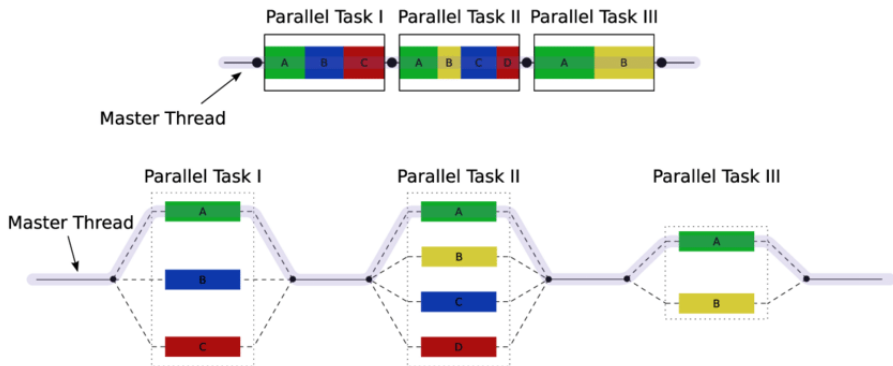 Parallel Task I Parallel Task II Parallel Task III
A B C A B C D A B
Master Thread
Parallel Task I Parallel Task II Parallel Task III
Master Thread
A A
A
B
B
B
C
B
C D